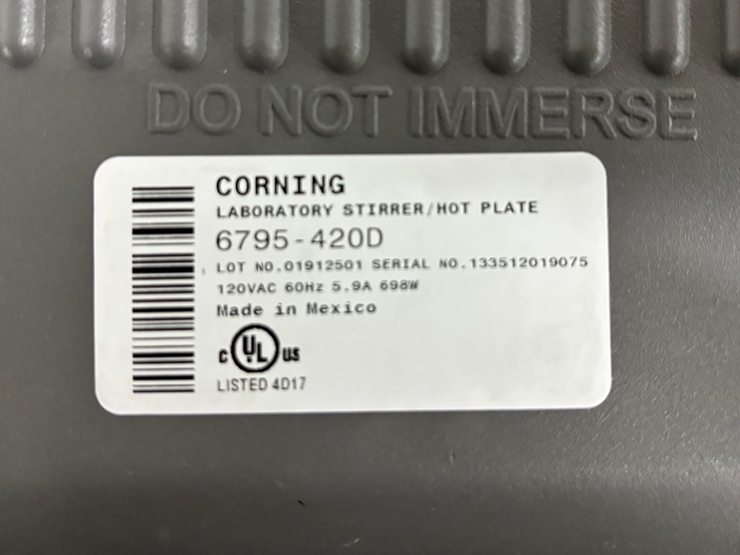 DO NOT IMMERSE
CORNING
LABORATORY STIRRER/HOT PLATE
6795-420D
LOT NO.01912501 SERIAL NO.133512019075
120VAC 60Hz 5.9A 698W
Made in Mexico
C UL US
LISTED 4D17